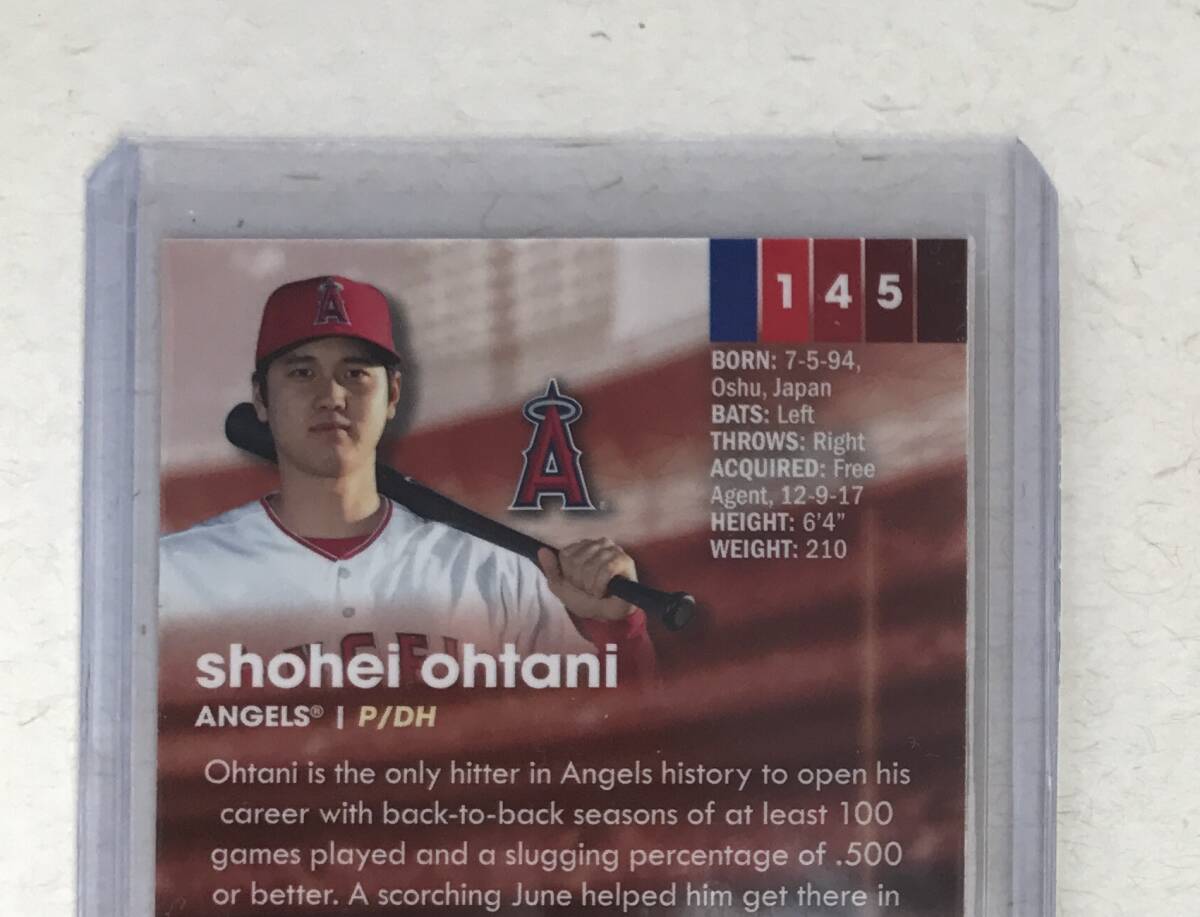 145
BORN: 7-5-94,
Oshu, Japan
BATS: Left
THROWS: Right
ACQUIRED: Free
Agent, 12-9-17
HEIGHT: 6'4"
WEIGHT: 210
A
A
shohei ohtani
ANGELS® | P/DH
Ohtani is the only hitter in Angels history to open his
career with back-to-back seasons of at least 100
games played and a slugging percentage of .500
or better. A scorching June helped him get there in